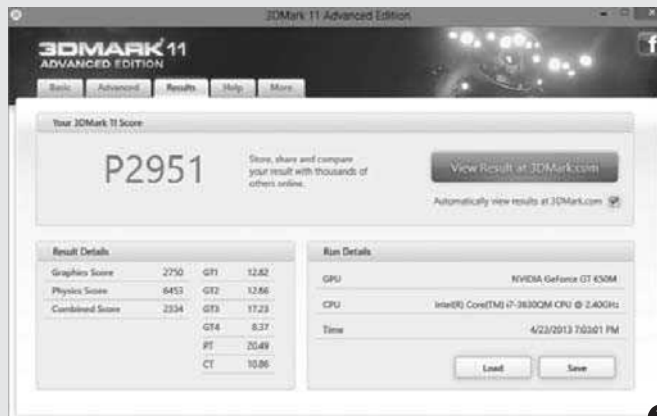 3DMark 11 Advanced Edition
3DMARK 11
ADVANCED EDITION
Basic Advanced Results Help More
Your 3DMark 11 Score
P2951
Store, share and compare
your result with thousands of
others online.
View Result at 3DMark.com
Automatically view results at 3DMark.com
Result Details
Graphics Score 2750 GT1 12.82
Physics Score 6453 GT2 12.86
Combined Score 2334 GT3 17.23
GT4 8.37
PT 20.49
CT 10.86
Run Details
GPU NVIDIA GeForce GT 650M
CPU Intel(R) Core(TM) i7-3630QM CPU @ 2.40GHz
Time 4/23/2013 7:03:01 PM
Load Save